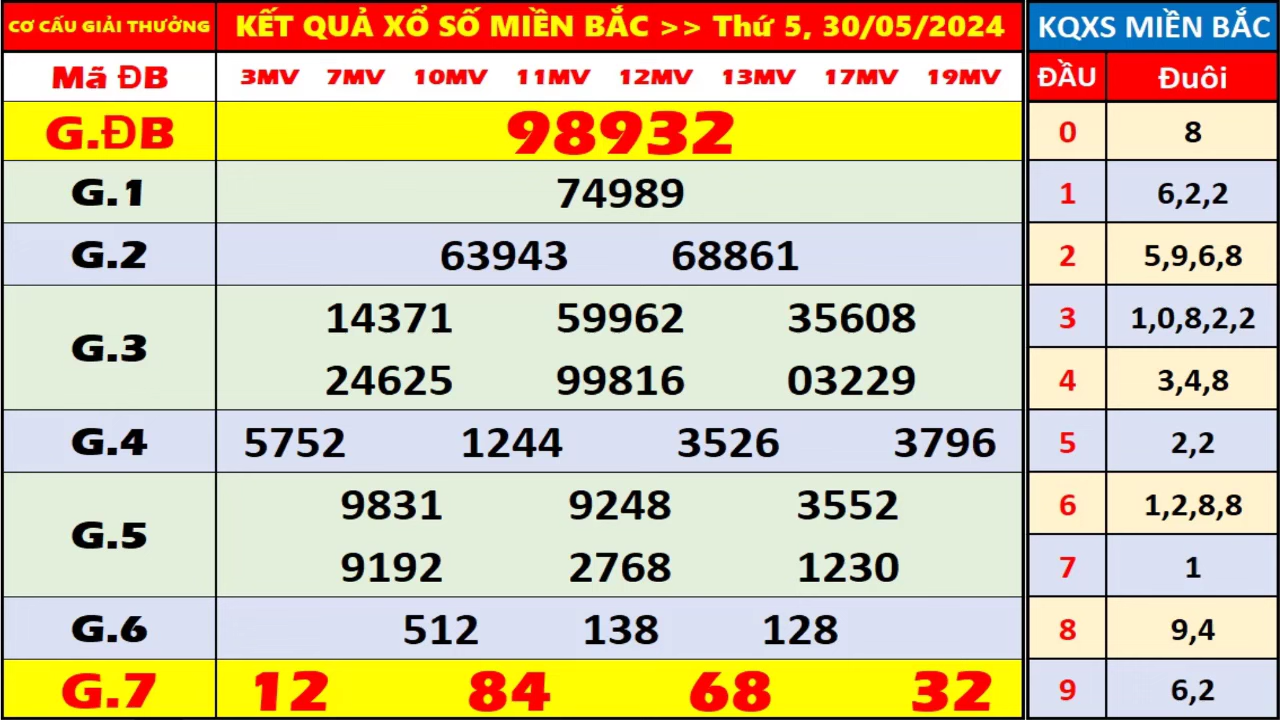 CƠ CẤU GIẢI THƯỞNG KẾT QUẢ XỔ SỐ MIỀN BẮC >> Thứ 5, 30/05/2024 KQXS MIỀN BẮC
Mã ĐB 3MV 7MV 10MV 11MV 12MV 13MV 17MV 19MV ĐẦU Đuôi
G.ĐB 98932 0 8
G.1 74989 1 6,2,2
G.2 63943 68861 2 5,9,6,8
G.3 14371 59962 35608 3 1,0,8,2,2
24625 99816 03229 4 3,4,8
G.4 5752 1244 3526 3796 5 2,2
G.5 9831 9248 3552 6 1,2,8,8
9192 2768 1230 7 1
G.6 512 138 128 8 9,4
G.7 12 84 68 32 9 6,2